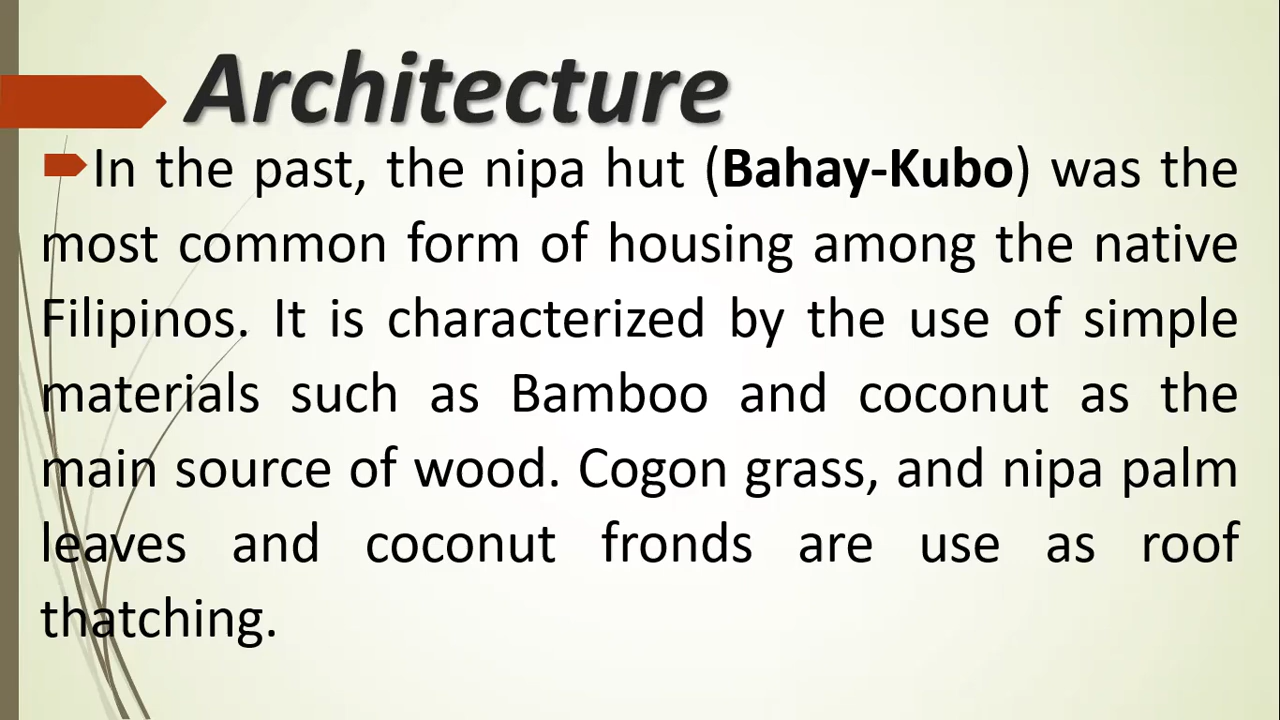 Architecture
In the past, the nipa hut (Bahay-Kubo) was the
most common form of housing among the native
Filipinos. It is characterized by the use of simple
materials such as Bamboo and coconut as the
main source of wood. Cogon grass, and nipa palm
leaves and coconut fronds are use as roof
thatching.